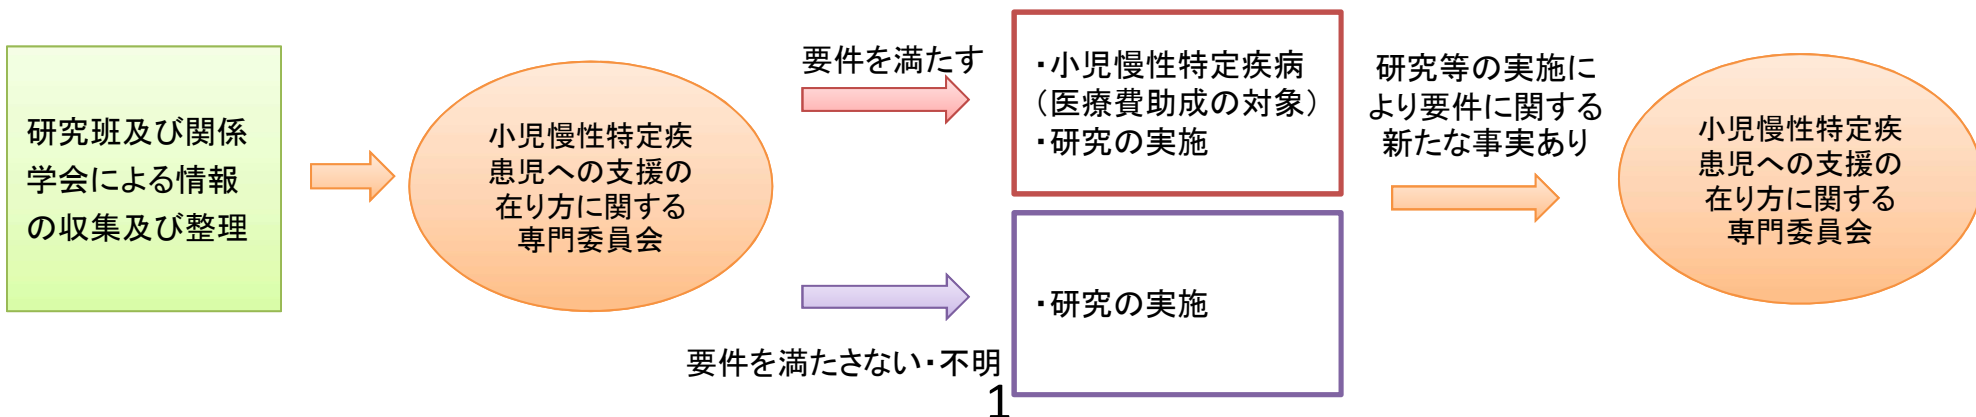 研究班及び関係
学会による情報
の収集及び整理
小児慢性特定疾
患児への支援の
在り方に関する
専門委員会
要件を満たす
・小児慢性特定疾病
（医療費助成の対象）
・研究の実施
要件を満たさない・不明
・研究の実施
研究等の実施に
より要件に関する
新たな事実あり
小児慢性特定疾
患児への支援の
在り方に関する
専門委員会
1